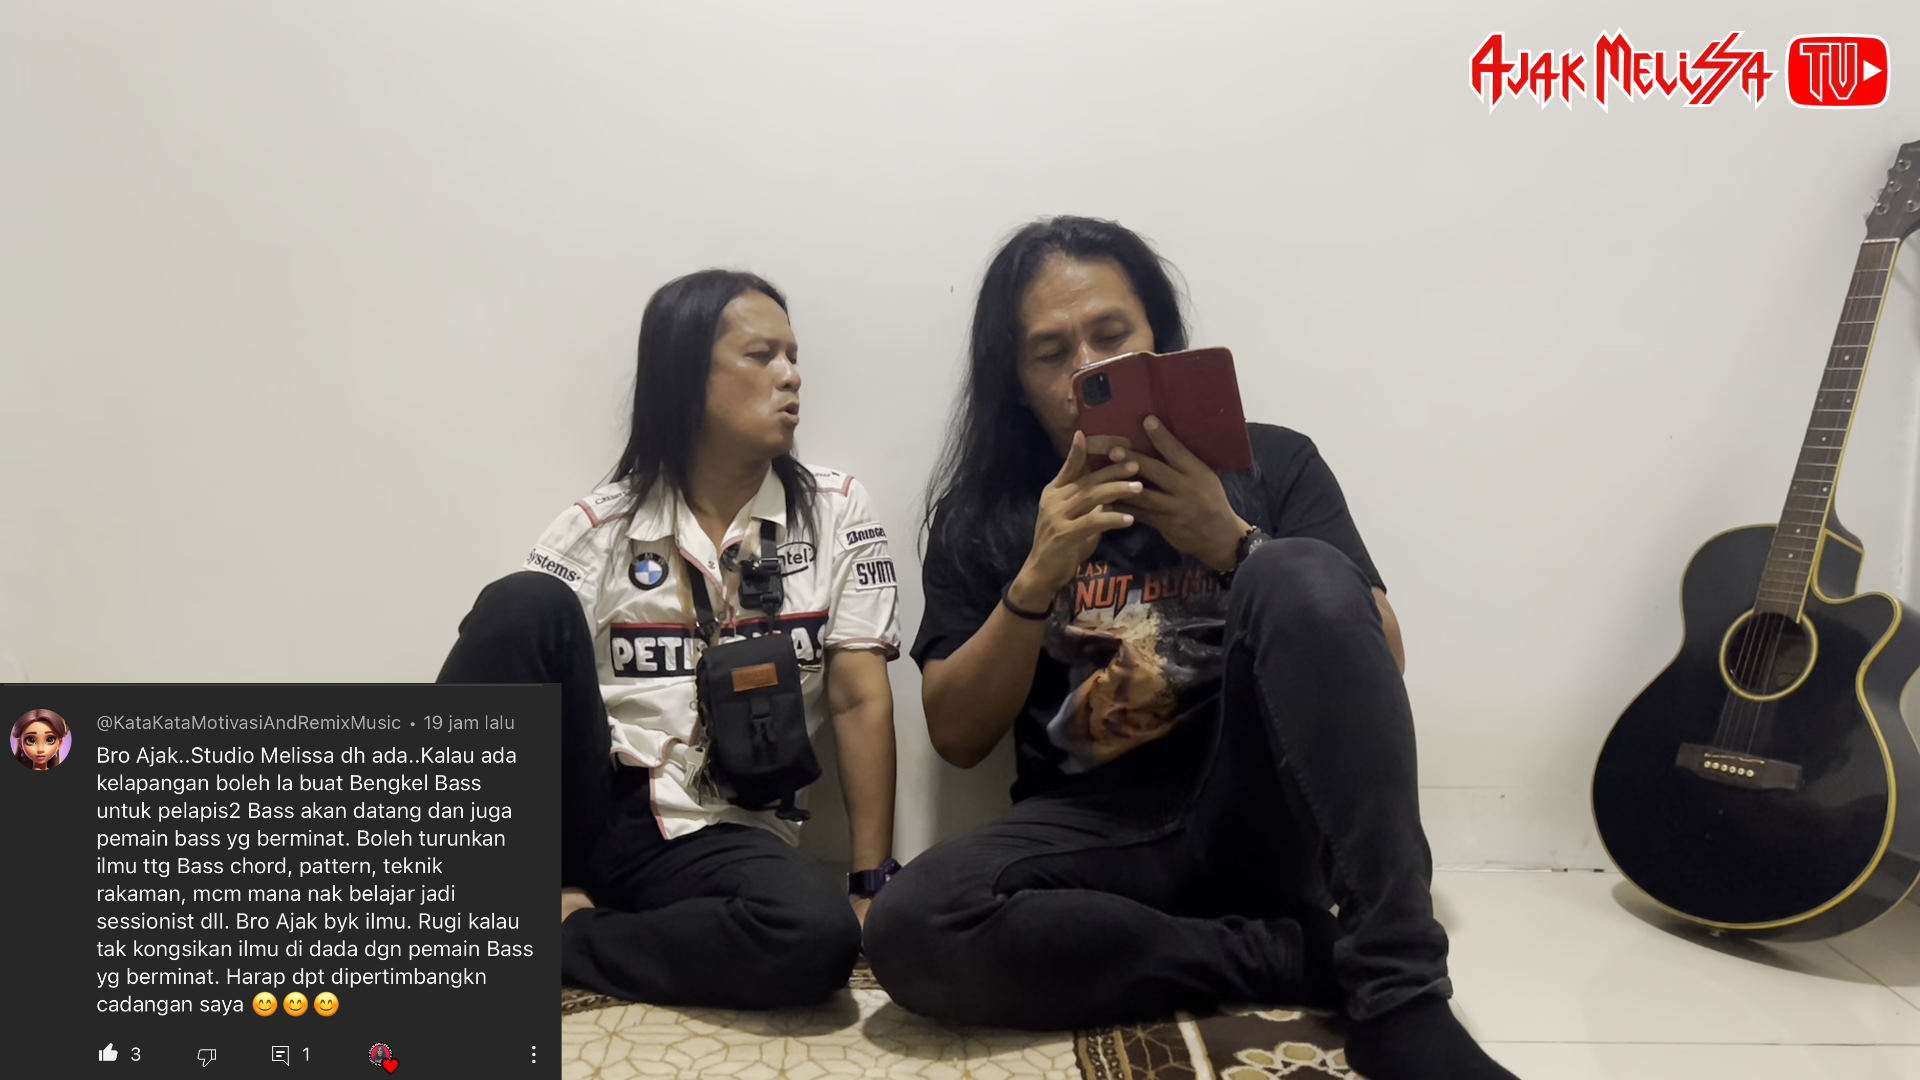 AJAK MELISSA TV
BMW
intel
SYNT
NUT
@KataKataMotivasiAndRemixMusic • 19 jam lalu
Bro Ajak..Studio Melissa dh ada..Kalau ada
kelapangan boleh la buat Bengkel Bass
untuk pelapis2 Bass akan datang dan juga
pemain bass yg berminat. Boleh turunkan
ilmu ttg Bass chord, pattern, teknik
rakaman, mcm mana nak belajar jadi
sessionist dll. Bro Ajak byk ilmu. Rugi kalau
tak kongsikan ilmu di dada dgn pemain Bass
yg berminat. Harap dpt dipertimbangkn
cadangan saya 😊😊😊
3
1